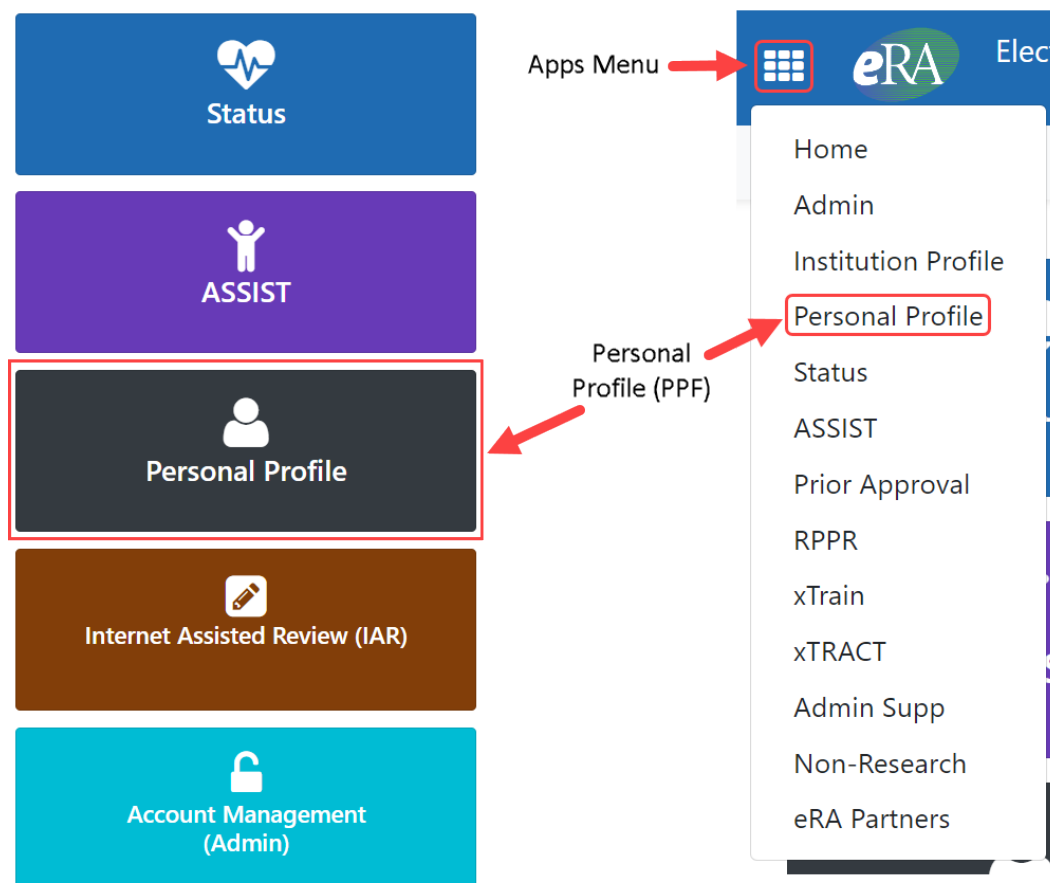 Status
ASSIST
Personal Profile
Internet Assisted Review (IAR)
Account Management
(Admin)
Apps Menu
Personal
Profile (PPF)
eRA
Elec
Home
Admin
Institution Profile
Personal Profile
Status
ASSIST
Prior Approval
RPPR
xTrain
xTRACT
Admin Supp
Non-Research
eRA Partners